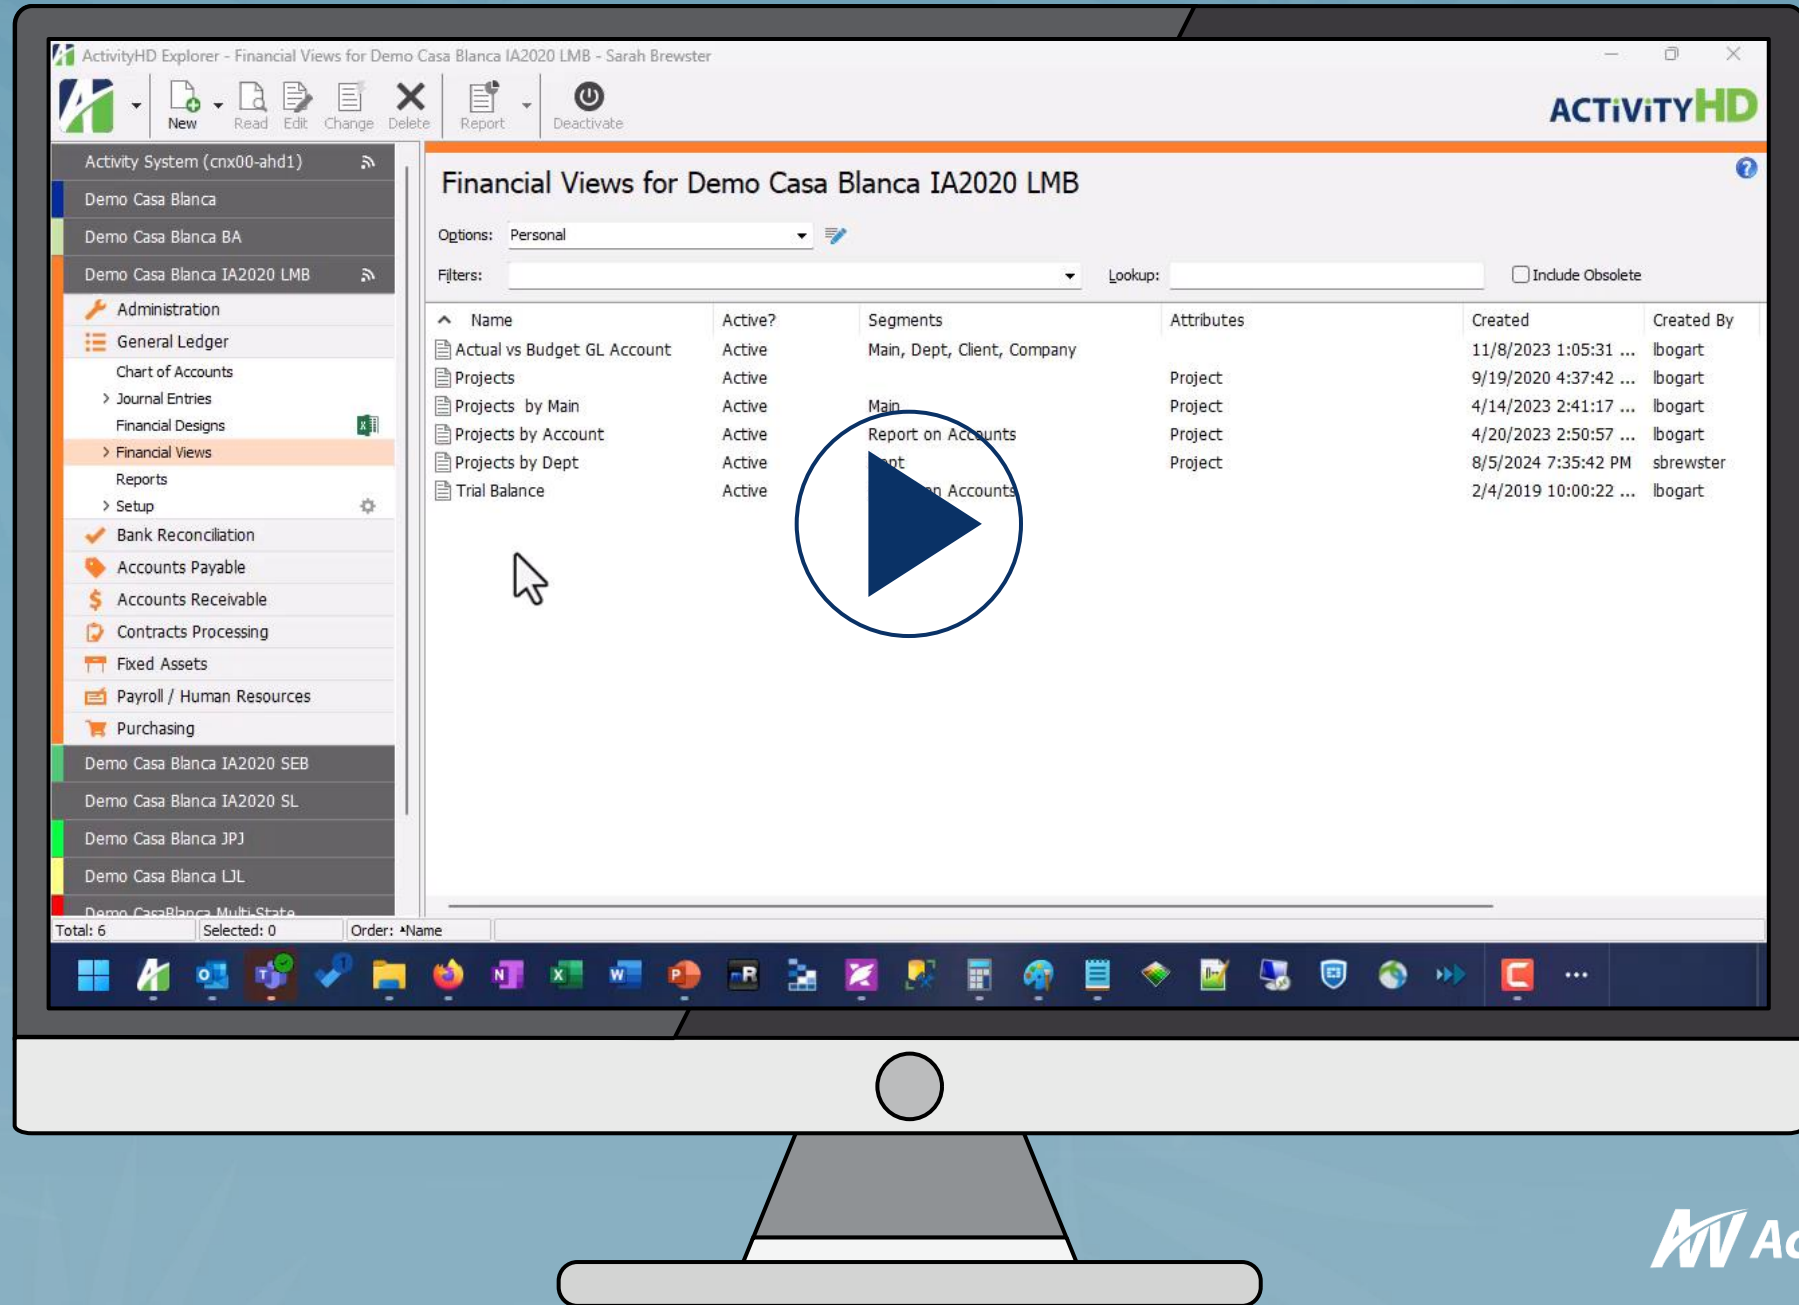 ActivityHD Explorer - Financial Views for Demo Casa Blanca IA2020 LMB - Sarah Brewster
New Read Edit Change Delete Report Deactivate
ACTiViTYHD
Activity System (cnx00-ahd1)
Demo Casa Blanca
Demo Casa Blanca BA
Demo Casa Blanca IA2020 LMB
Administration
General Ledger
Chart of Accounts
Journal Entries
Financial Designs
Financial Views
Reports
Setup
Bank Reconciliation
Accounts Payable
Accounts Receivable
Contracts Processing
Fixed Assets
Payroll / Human Resources
Purchasing
Demo Casa Blanca IA2020 SEB
Demo Casa Blanca IA2020 SL
Demo Casa Blanca JPJ
Demo Casa Blanca LJL
Demo CasaBlanca Multi-State
Financial Views for Demo Casa Blanca IA2020 LMB
Options: Personal
Filters: Lookup: Include Obsolete
Name Active? Segments Attributes Created Created By
Actual vs Budget GL Account Active Main, Dept, Client, Company 11/8/2023 1:05:31 ... lbogart
Projects Active Project 9/19/2020 4:37:42 ... lbogart
Projects by Main Active Main Project 4/14/2023 2:41:17 ... lbogart
Projects by Account Active Report on Accounts Project 4/20/2023 2:50:57 ... lbogart
Projects by Dept Active Dept Project 8/5/2024 7:35:42 PM sbrewster
Trial Balance Active on Accounts 2/4/2019 10:00:22 ... lbogart
Total: 6 Selected: 0 Order: Name